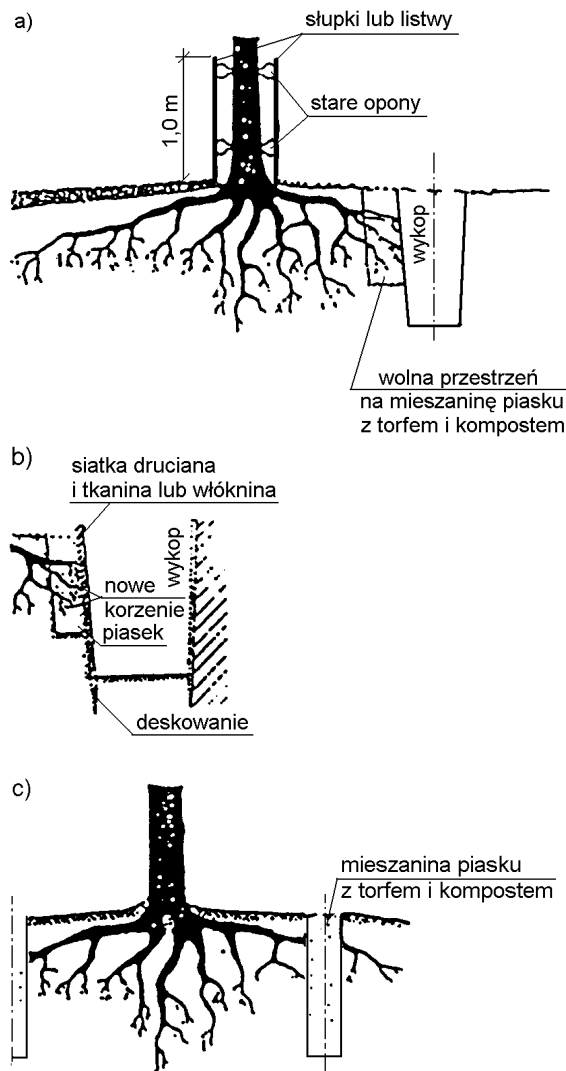 a)
słupki lub listwy
stare opony
1,0 m
wykop
wolna przestrzeń
na mieszaninę piasku
z torfem i kompostem
b)
siatka druciana
i tkanina lub włóknina
wykop
nowe
korzenie
piasek
deskowanie
c)
mieszanina piasku
z torfem i kompostem